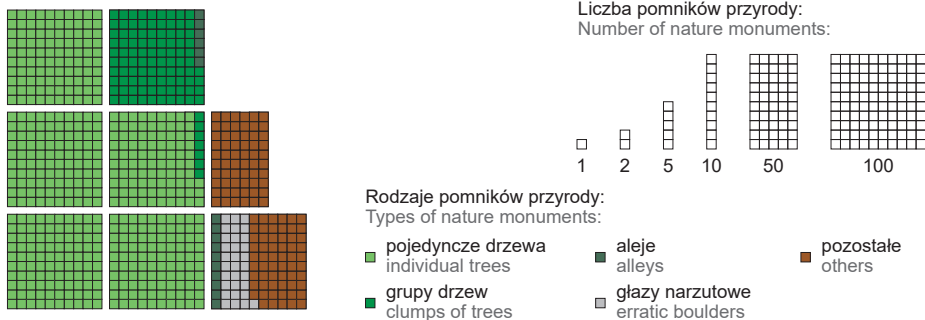 Liczba pomników przyrody:
Number of nature monuments:
1 2 5 10 50 100
Rodzaje pomników przyrody:
Types of nature monuments:
pojedyncze drzewa
individual trees
aleje
alleys
pozostałe
others
grupy drzew
clumps of trees
głazy narzutowe
erratic boulders